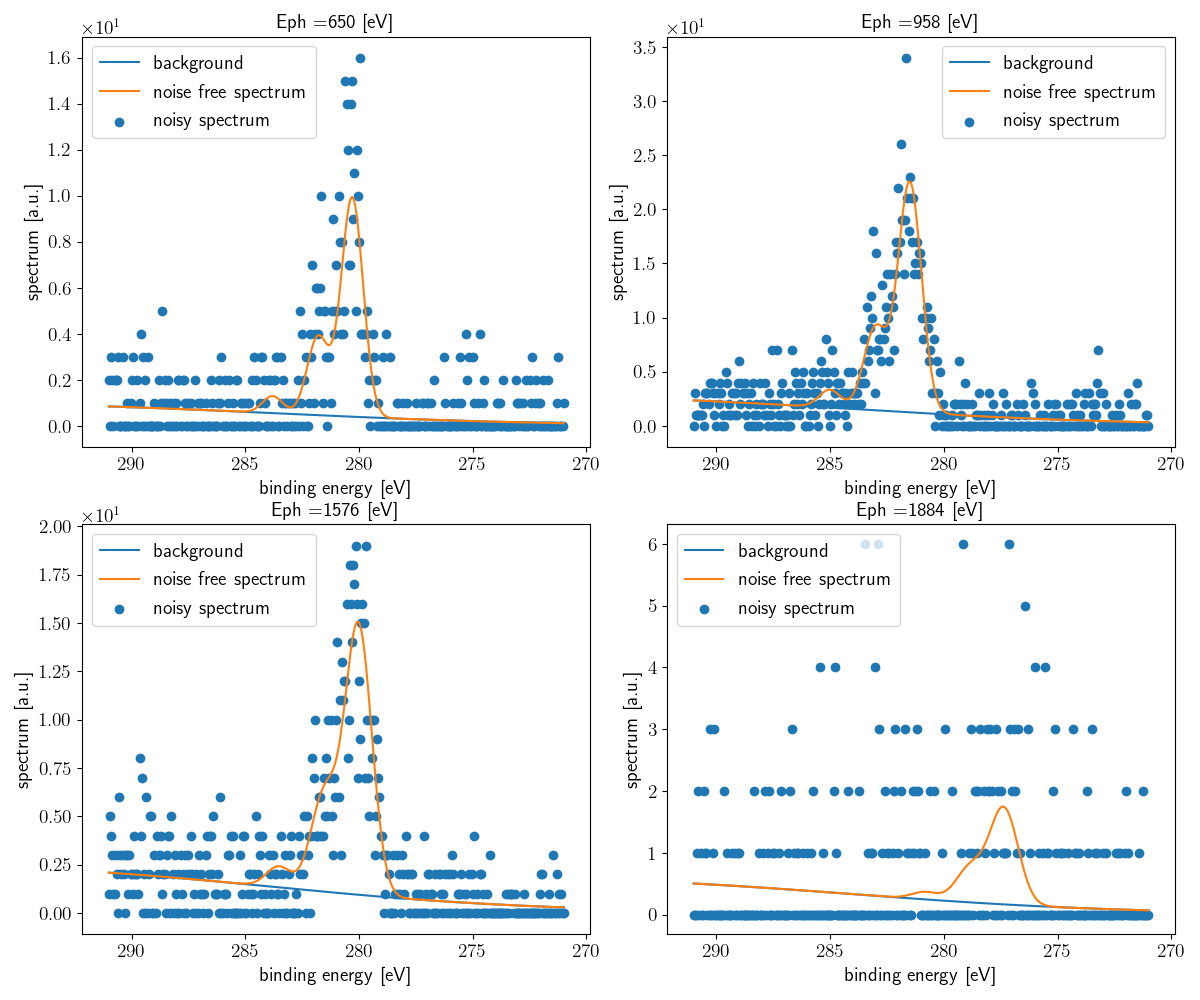 Eph =650 [eV]
×10¹
1.6
1.4
1.2
1.0
0.8
0.6
0.4
0.2
0.0
spectrum [a.u.]
background
noise free spectrum
noisy spectrum
290
285
280
275
270
binding energy [eV]
Eph =958 [eV]
×10¹
3.5
3.0
2.5
2.0
1.5
1.0
0.5
0.0
spectrum [a.u.]
background
noise free spectrum
noisy spectrum
290
285
280
275
270
binding energy [eV]
Eph =1576 [eV]
×10¹
2.00
1.75
1.50
1.25
1.00
0.75
0.50
0.25
0.00
spectrum [a.u.]
background
noise free spectrum
noisy spectrum
290
285
280
275
270
binding energy [eV]
Eph =1884 [eV]
6
5
4
3
2
1
0
spectrum [a.u.]
background
noise free spectrum
noisy spectrum
290
285
280
275
270
binding energy [eV]